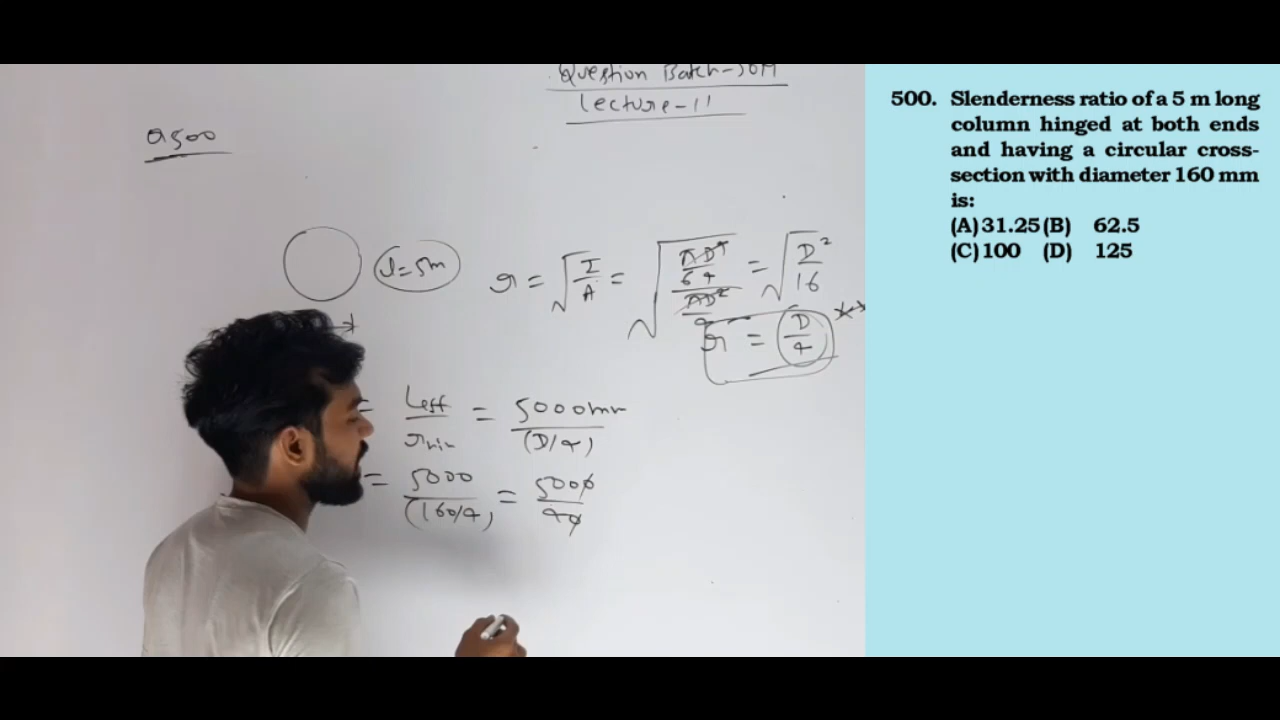 Question Batch-SOM
Lecture-11
Q500
l=5m
r = √(I/A) = √((πD⁴/64)/(πD²/4)) = √(D²/16)
r = D/4
= Leff/rmin = 5000mm/(D/4)
= 5000/(160/4) = 5000/40
500. Slenderness ratio of a 5 m long
column hinged at both ends
and having a circular cross-
section with diameter 160 mm
is:
(A) 31.25 (B) 62.5
(C) 100 (D) 125